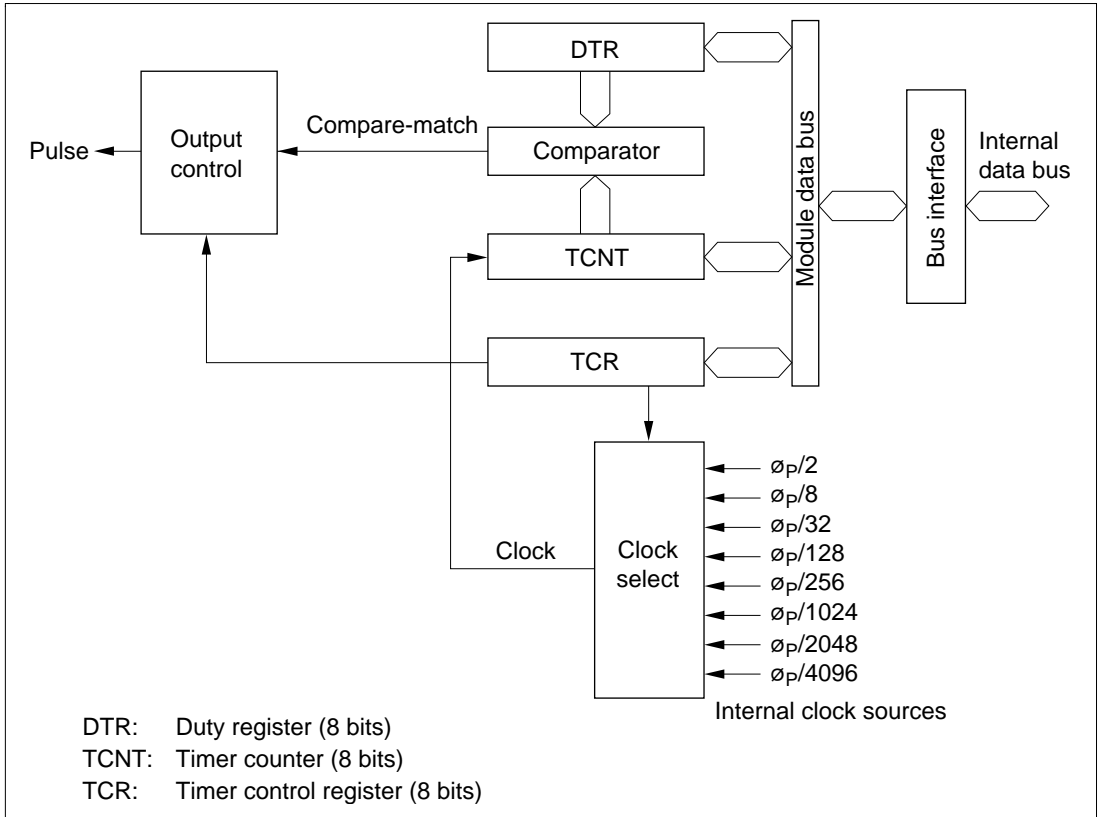 DTR
Compare-match
Output
control
Pulse
Comparator
Module data bus
Bus interface
Internal
data bus
TCNT
TCR
Clock
Clock
select
øP/2
øP/8
øP/32
øP/128
øP/256
øP/1024
øP/2048
øP/4096
Internal clock sources
DTR: Duty register (8 bits)
TCNT: Timer counter (8 bits)
TCR: Timer control register (8 bits)